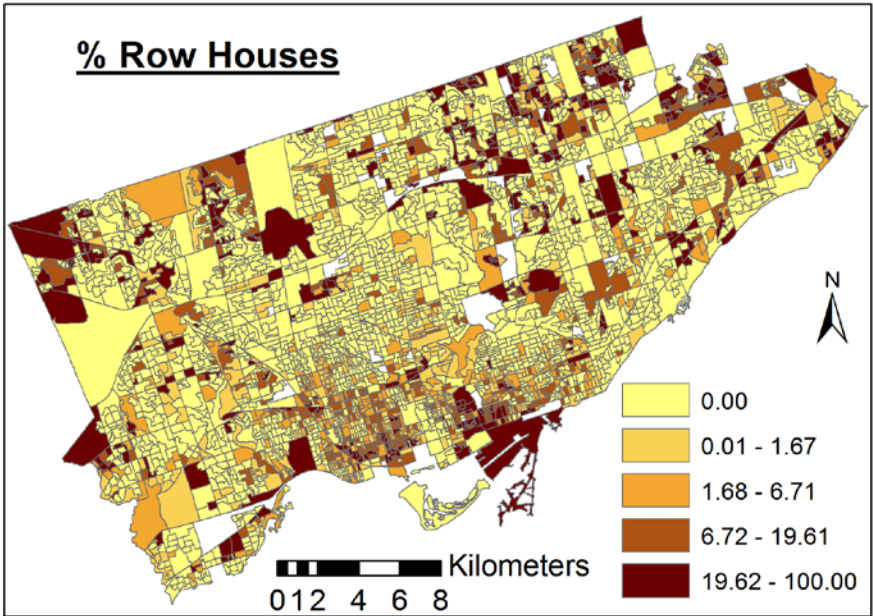 % Row Houses
N
0.00
0.01 - 1.67
1.68 - 6.71
6.72 - 19.61
19.62 - 100.00
Kilometers
0 1 2 4 6 8